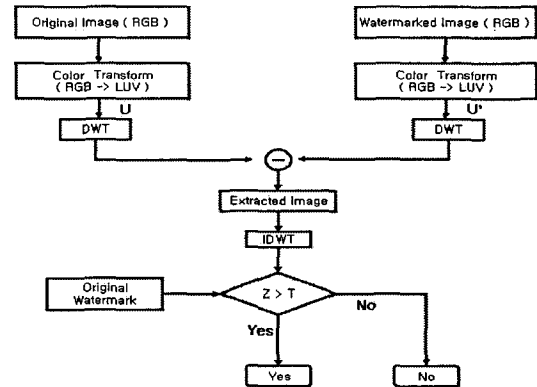 Original Image ( RGB )
Watermarked Image ( RGB )
Color Transform
( RGB -> LUV )
Color Transform
( RGB -> LUV )
U
U'
DWT
DWT
Extracted Image
IDWT
Original
Watermark
Z > T
No
Yes
Yes
No